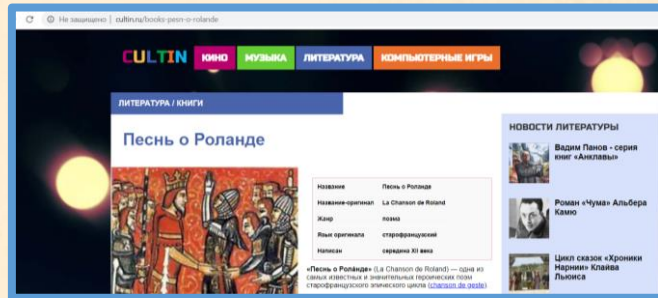 Не защищено | cultin.ru/books-pesn-o-rolande
CULTIN КИНО МУЗЫКА ЛИТЕРАТУРА КОМПЬЮТЕРНЫЕ ИГРЫ
ЛИТЕРАТУРА / КНИГИ
Песнь о Роланде
Название Песнь о Роланде
Название-оригинал La Chanson de Roland
Жанр поэма
Язык оригинала старофранцузский
Написан середина XII века
«Песнь о Рола́нде» (La Chanson de Roland) — одна из
самых известных и значительных героических поэм
старофранцузского эпического цикла (chanson de geste)
НОВОСТИ ЛИТЕРАТУРЫ
Вадим Панов - серия
книг «Анклавы»
Роман «Чума» Альбера
Камю
Цикл сказок «Хроники
Нарнии» Клайва
Льюиса